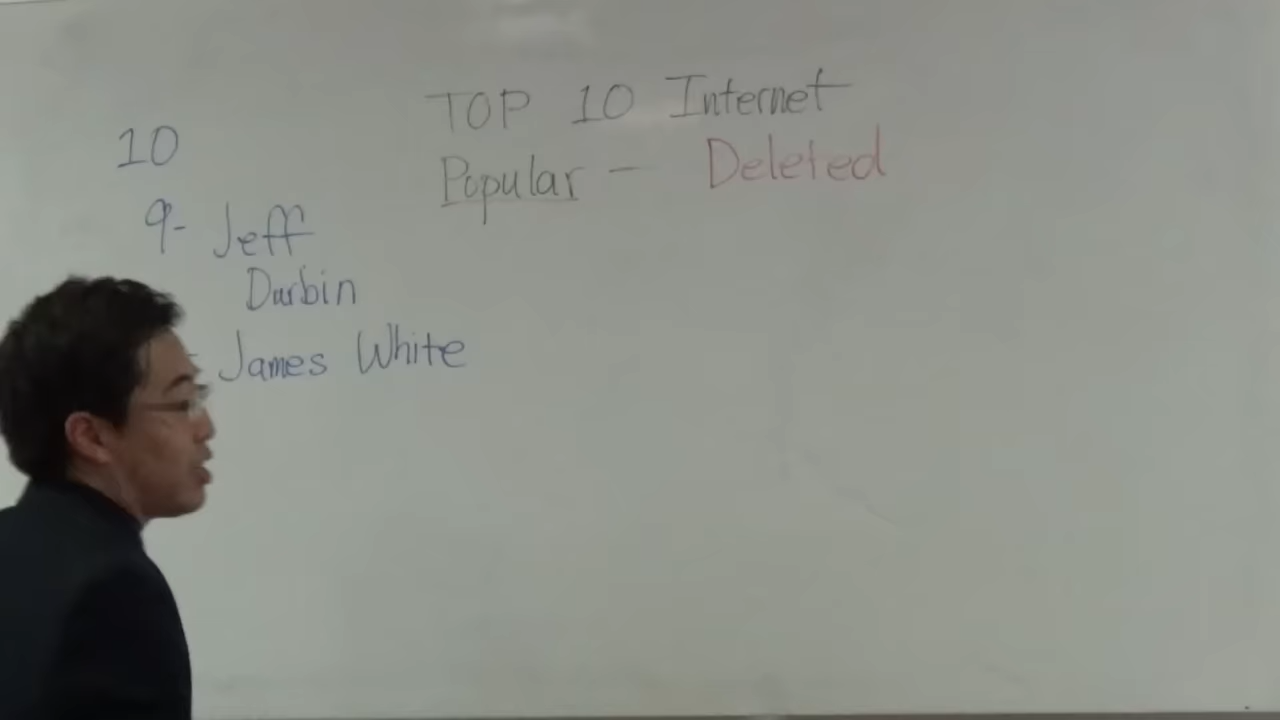 TOP 10 Internet
Popular - Deleted
10
9- Jeff
Durbin
- James White